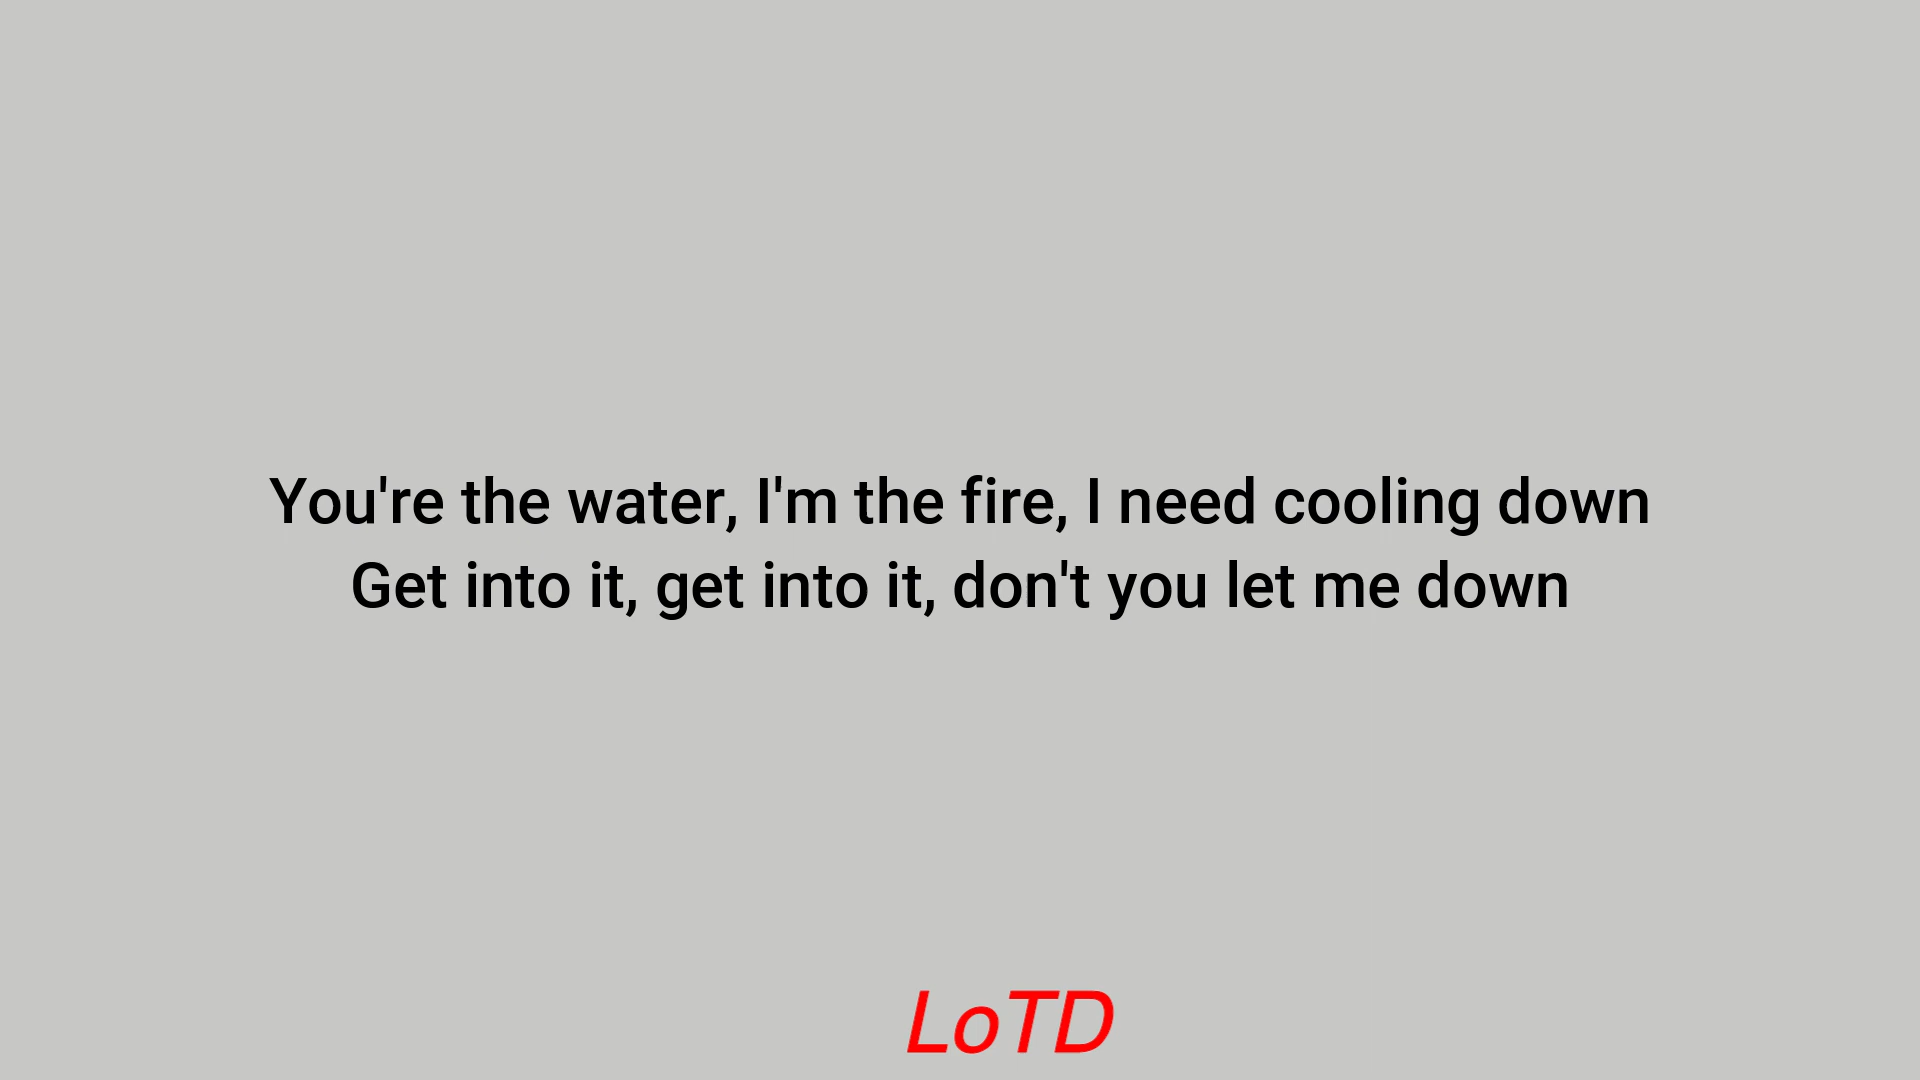 You're the water, I'm the fire, I need cooling down
Get into it, get into it, don't you let me down
LoTD